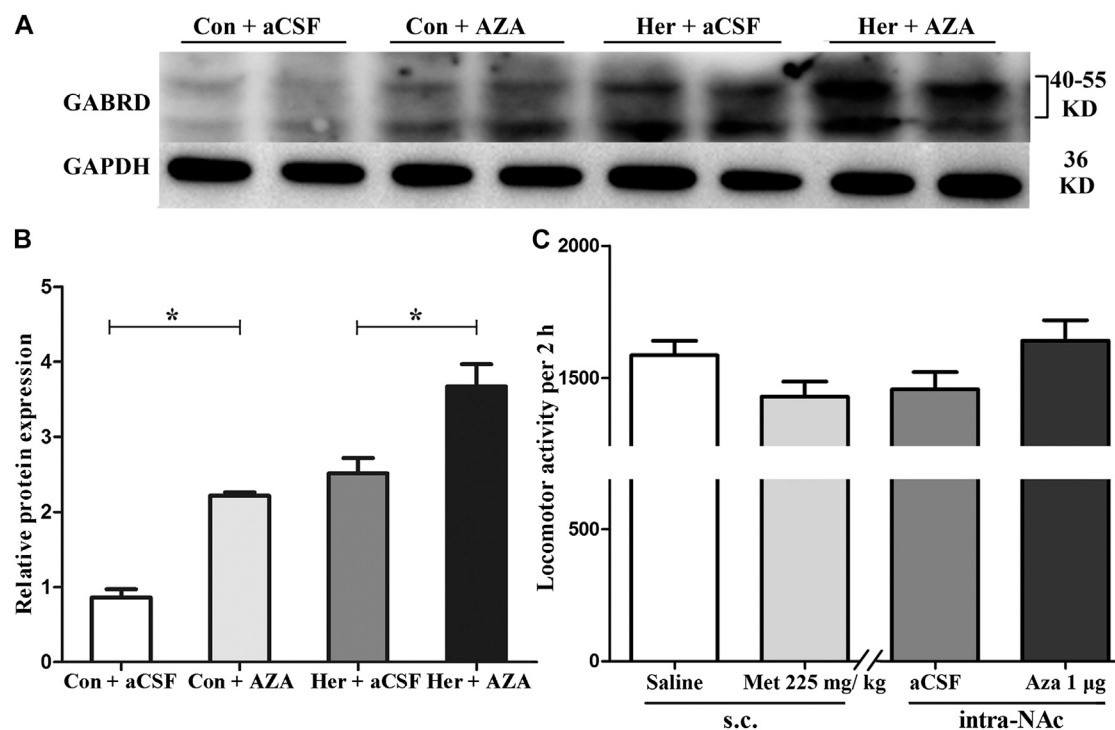 A
Con + aCSF Con + AZA Her + aCSF Her + AZA
GABRD
40-55
KD
GAPDH
36
KD
B
Relative protein expression
5
4
3
2
1
0
*
*
Con + aCSF Con + AZA Her + aCSF Her + AZA
C
Locomotor activity per 2 h
2000
1500
500
0
Saline Met 225 mg/ kg aCSF Aza 1 µg
s.c. intra-NAc